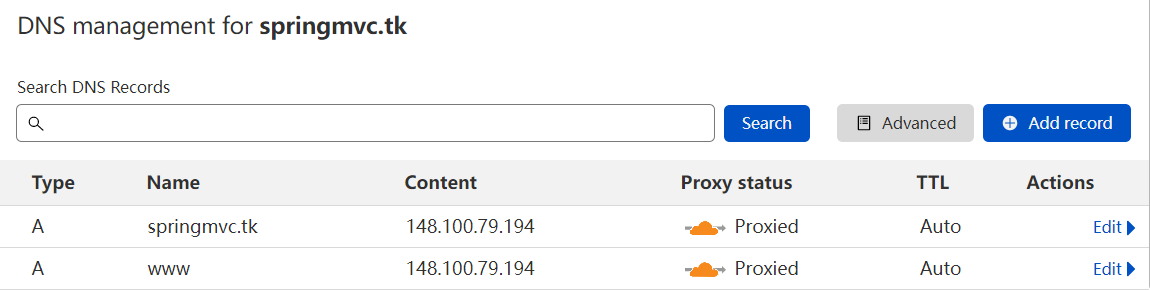 DNS management for springmvc.tk
Search DNS Records
Search Advanced Add record
Type Name Content Proxy status TTL Actions
A springmvc.tk 148.100.79.194 Proxied Auto Edit
A www 148.100.79.194 Proxied Auto Edit